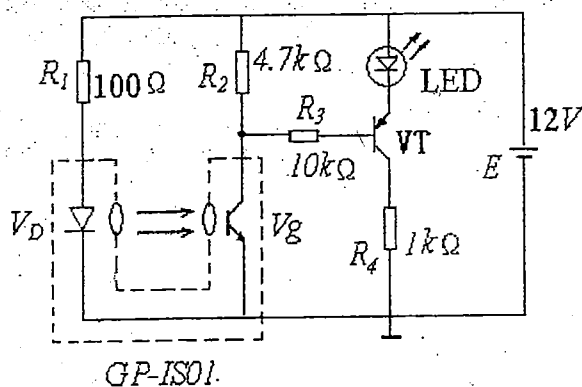 R1 100Ω
R2 4.7kΩ
LED
R3
10kΩ
VT
12V
E
VD
Vg
R4 1kΩ
GP-IS01.